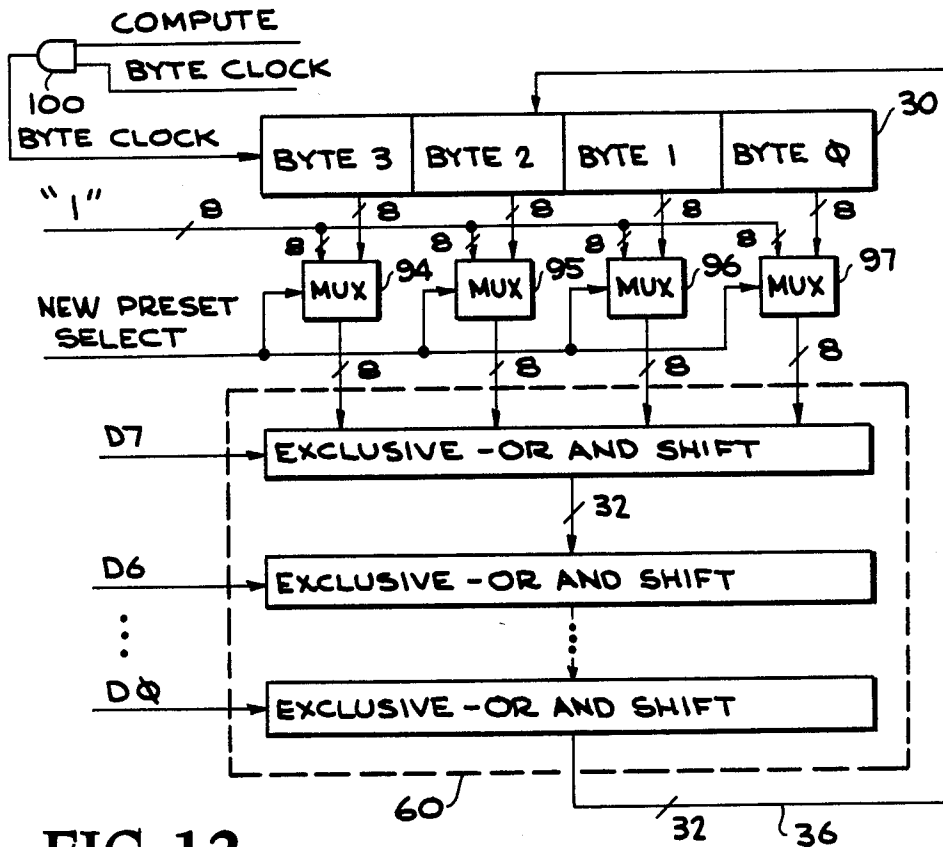 COMPUTE
BYTE CLOCK
100
BYTE CLOCK
30
BYTE 3 BYTE 2 BYTE 1 BYTE Φ
"1"
8 8 8 8 8
8 8 8 8
MUX 94 MUX 95 MUX 96 MUX 97
NEW PRESET
SELECT
8 8 8 8
D7 EXCLUSIVE-OR AND SHIFT
32
D6 EXCLUSIVE-OR AND SHIFT
DΦ EXCLUSIVE-OR AND SHIFT
60 32 36
FIG. 13